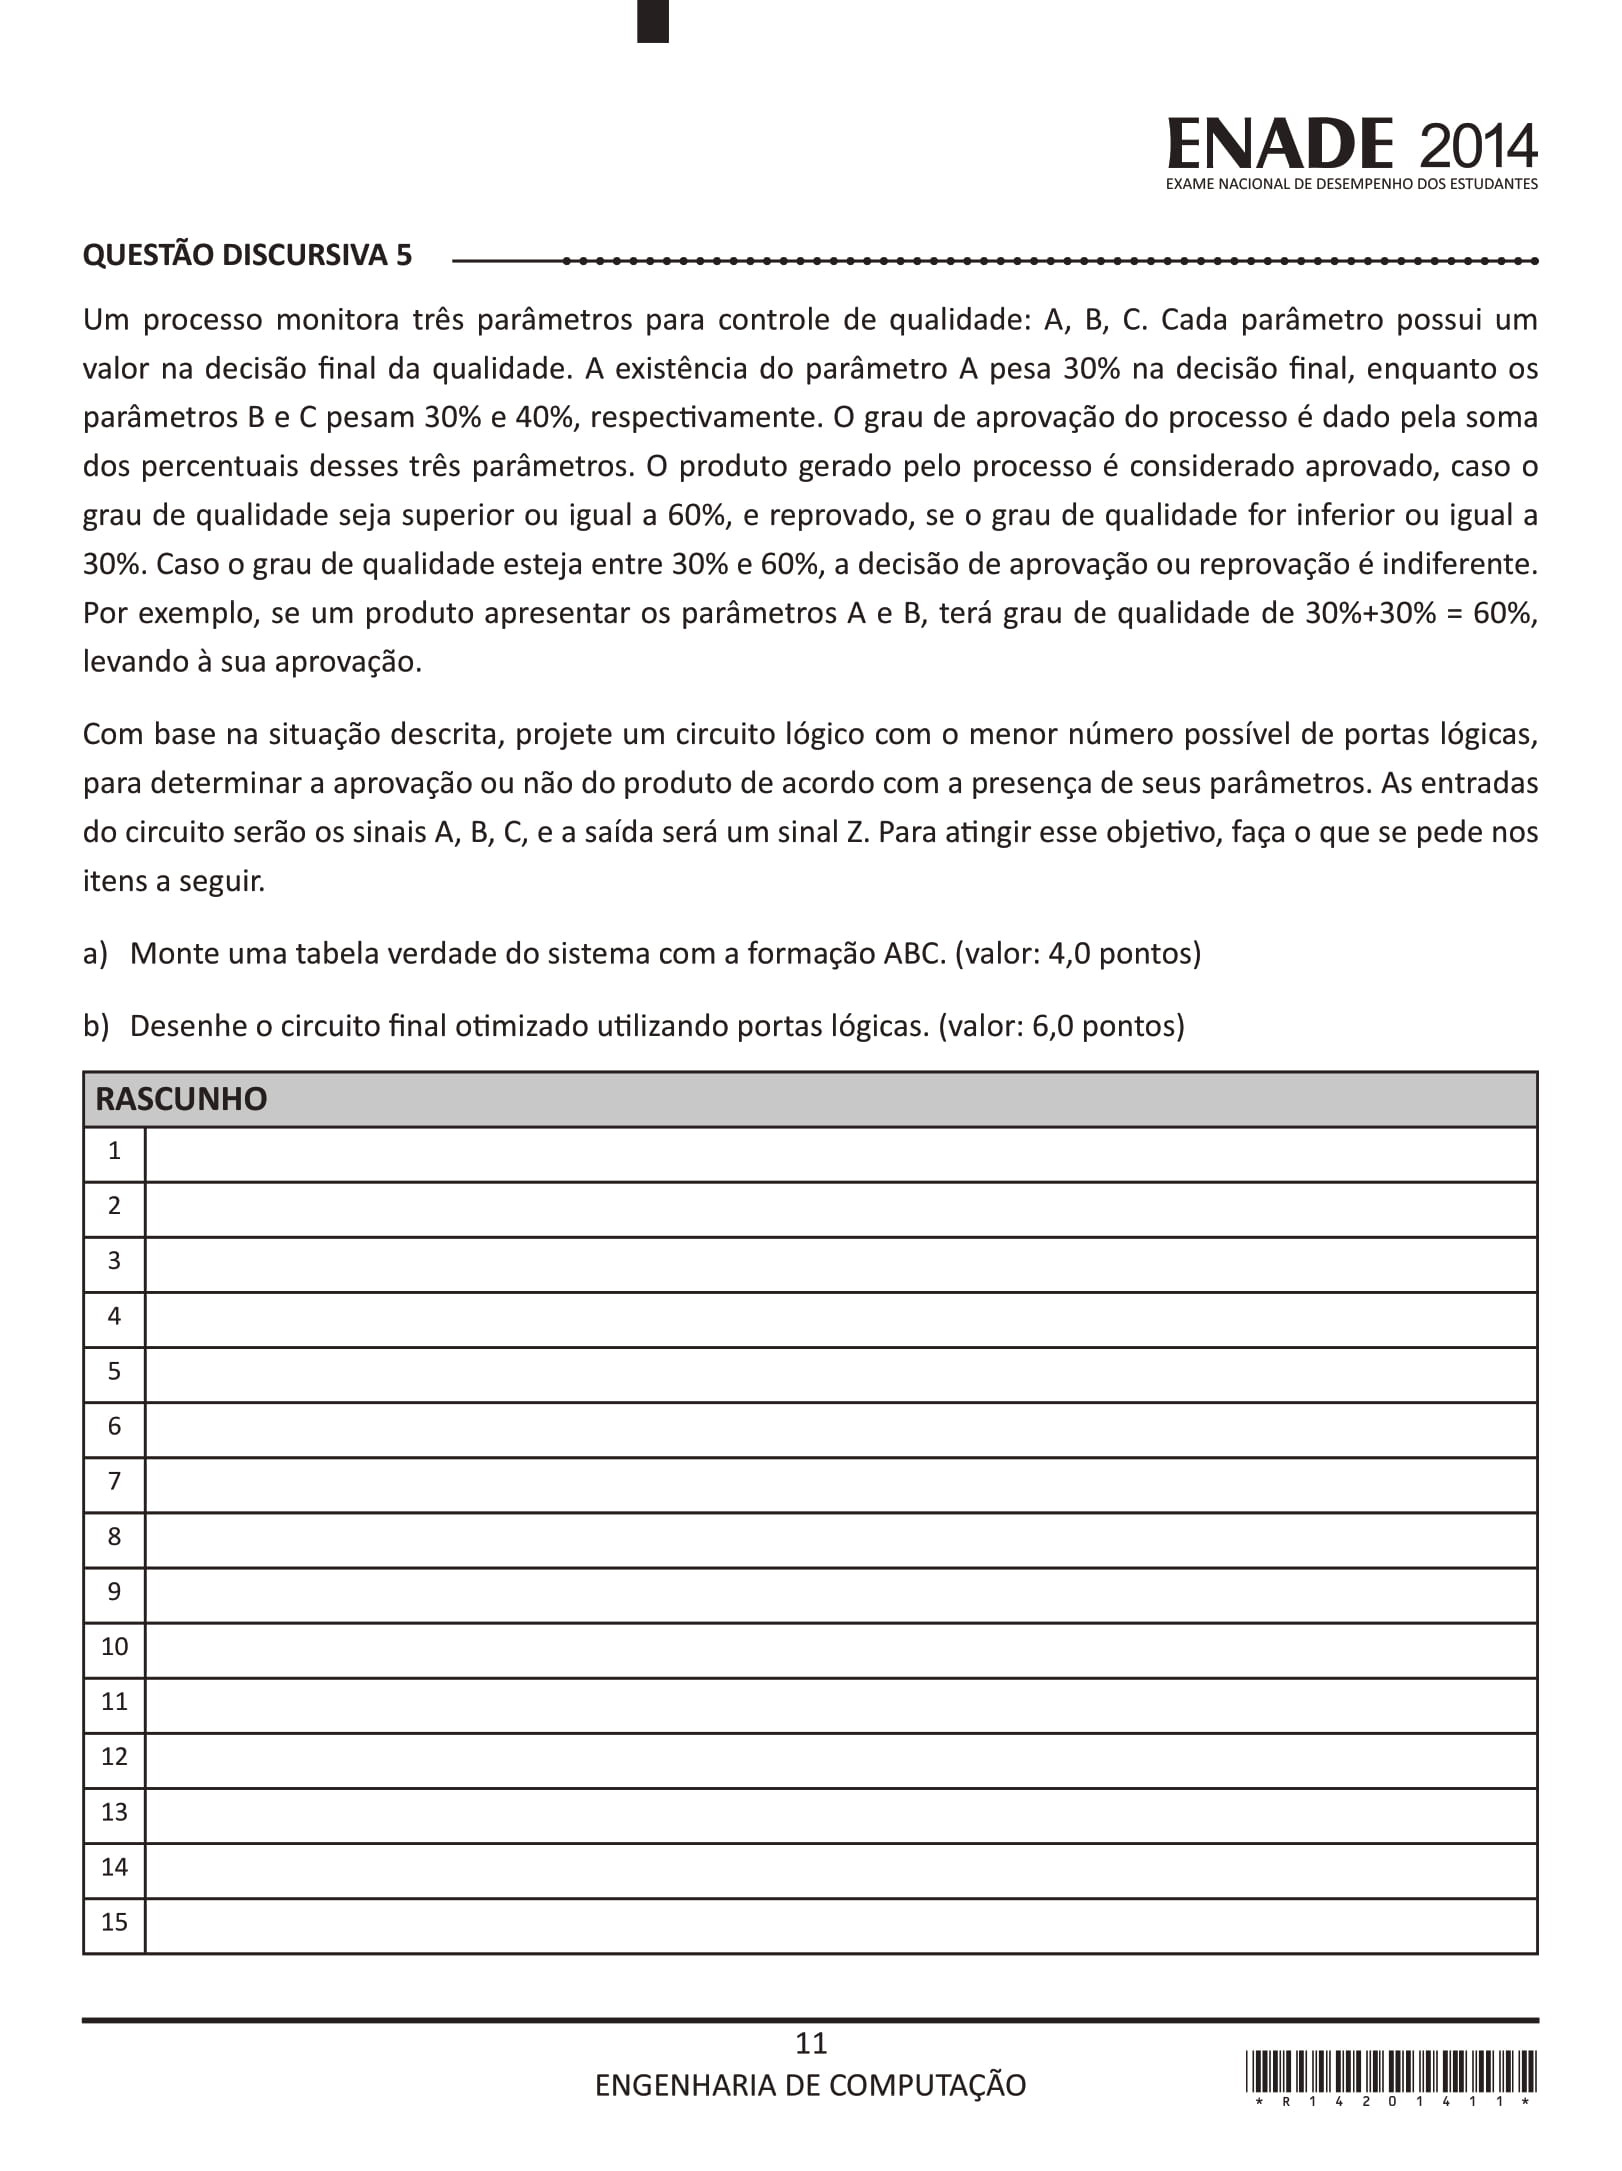 ENADE 2014
EXAME NACIONAL DE DESEMPENHO DOS ESTUDANTES
QUESTÃO DISCURSIVA 5
Um processo monitora três parâmetros para controle de qualidade: A, B, C. Cada parâmetro possui um
valor na decisão final da qualidade. A existência do parâmetro A pesa 30% na decisão final, enquanto os
parâmetros B e C pesam 30% e 40%, respectivamente. O grau de aprovação do processo é dado pela soma
dos percentuais desses três parâmetros. O produto gerado pelo processo é considerado aprovado, caso o
grau de qualidade seja superior ou igual a 60%, e reprovado, se o grau de qualidade for inferior ou igual a
30%. Caso o grau de qualidade esteja entre 30% e 60%, a decisão de aprovação ou reprovação é indiferente.
Por exemplo, se um produto apresentar os parâmetros A e B, terá grau de qualidade de 30%+30% = 60%,
levando à sua aprovação.
Com base na situação descrita, projete um circuito lógico com o menor número possível de portas lógicas,
para determinar a aprovação ou não do produto de acordo com a presença de seus parâmetros. As entradas
do circuito serão os sinais A, B, C, e a saída será um sinal Z. Para atingir esse objetivo, faça o que se pede nos
itens a seguir.
a) Monte uma tabela verdade do sistema com a formação ABC. (valor: 4,0 pontos)
b) Desenhe o circuito final otimizado utilizando portas lógicas. (valor: 6,0 pontos)
RASCUNHO
1
2
3
4
5
6
7
8
9
10
11
12
13
14
15
11
ENGENHARIA DE COMPUTAÇÃO
*R14201411*